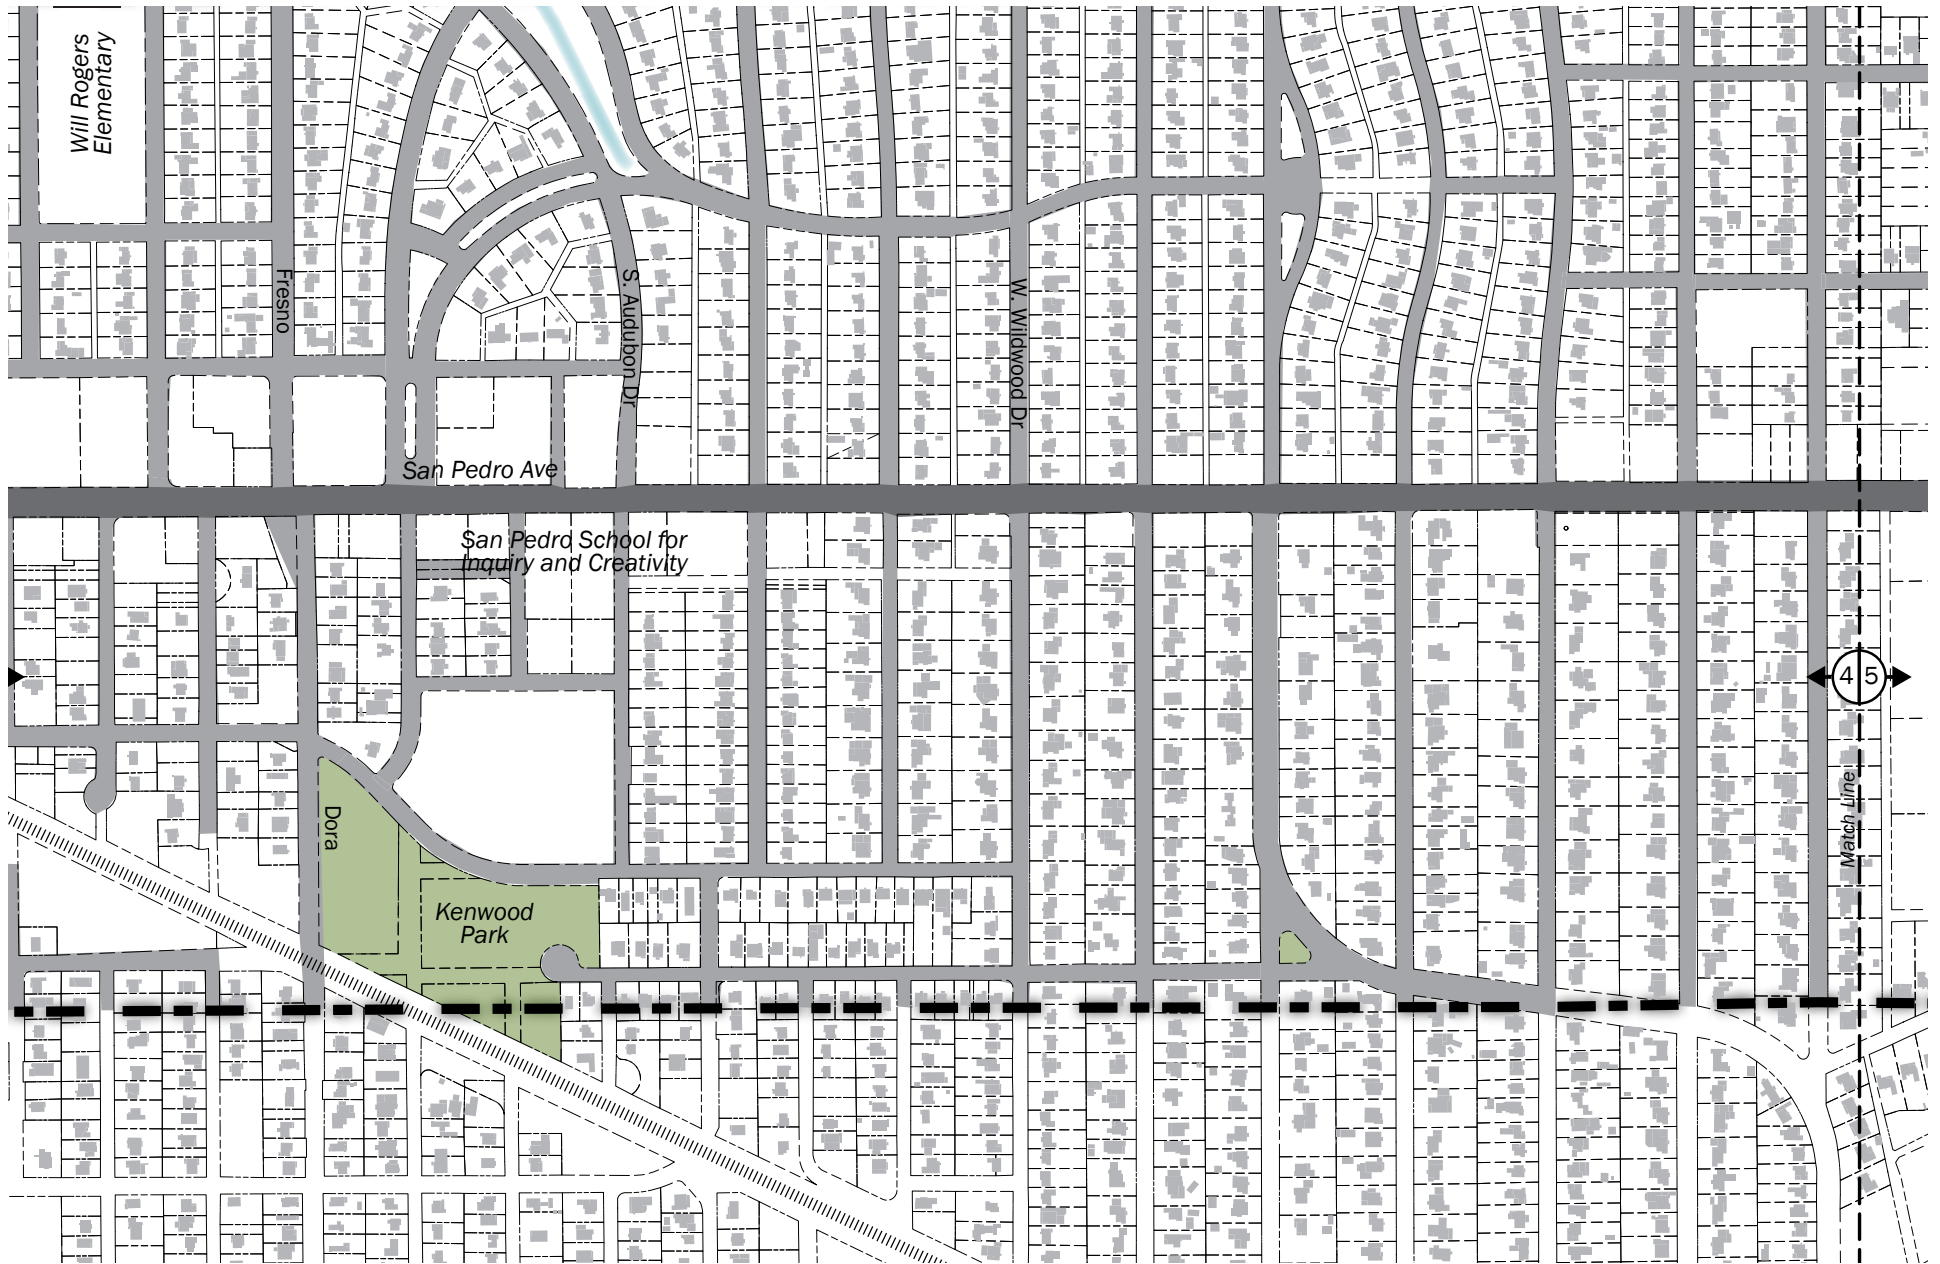 Will Rogers
Elementary
Fresno
S. Audubon Dr
W. Wildwood Dr
San Pedro Ave
San Pedro School for
Inquiry and Creativity
4 5
Match Line
Dora
Kenwood
Park